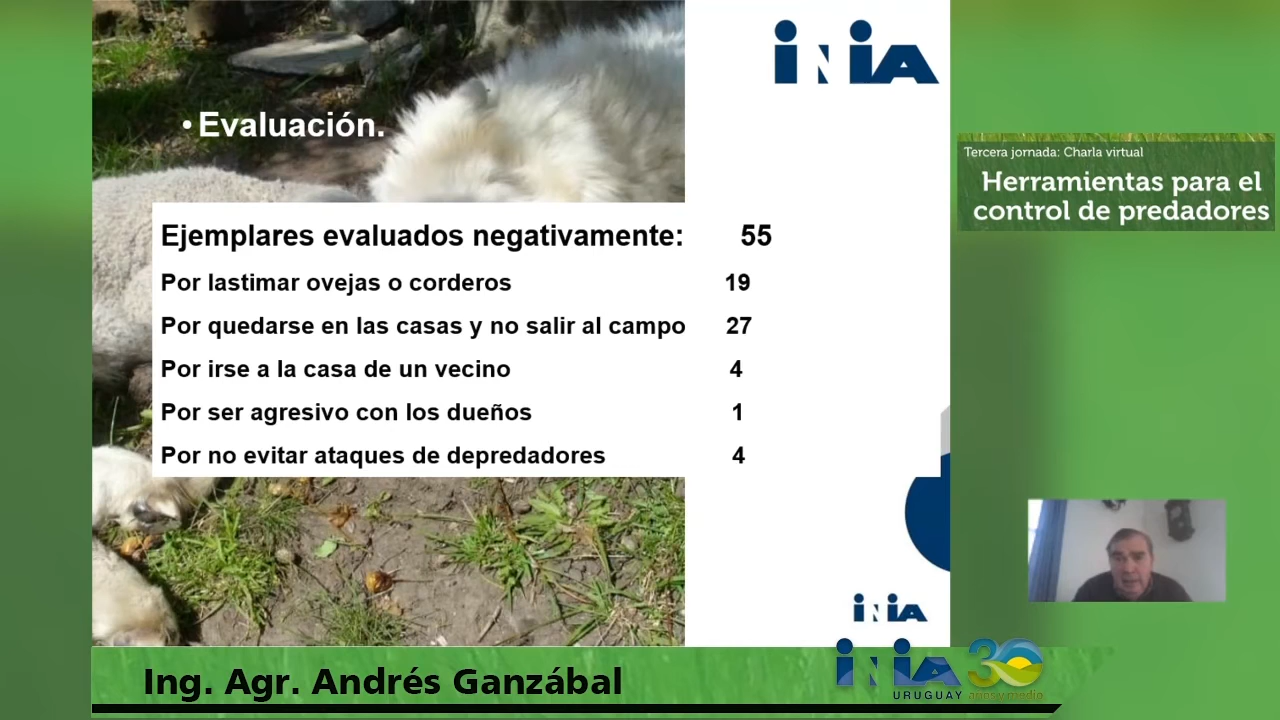 INIA
• Evaluación.
Tercera jornada: Charla virtual
Herramientas para el
control de predadores
Ejemplares evaluados negativamente: 55
Por lastimar ovejas o corderos 19
Por quedarse en las casas y no salir al campo 27
Por irse a la casa de un vecino 4
Por ser agresivo con los dueños 1
Por no evitar ataques de depredadores 4
INIA
INIA 30
URUGUAY años y medio
Ing. Agr. Andrés Ganzábal